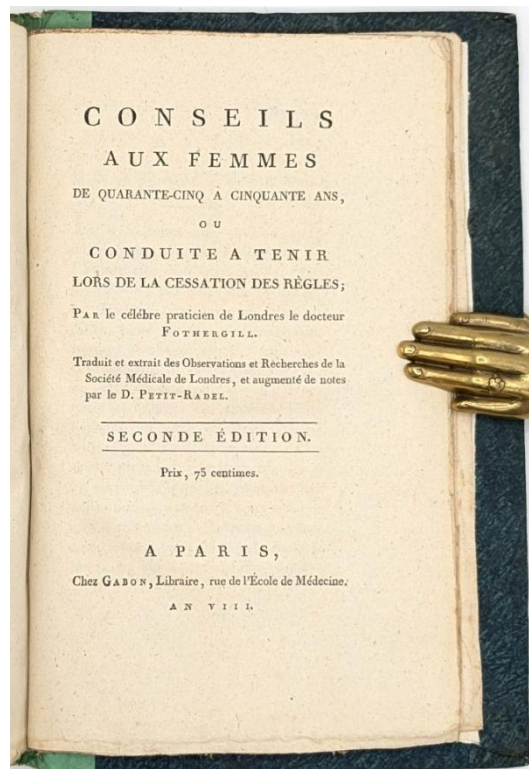 CONSEILS
AUX FEMMES
DE QUARANTE-CINQ A CINQUANTE ANS,
OU
CONDUITE A TENIR
LORS DE LA CESSATION DES RÈGLES;
PAR le célébre praticien de Londres le docteur
FOTHERGILL.
Traduit et extrait des Observations et Recherches de la
Société Médicale de Londres, et augmenté de notes
par le D. PETIT-RADEL.
SECONDE ÉDITION.
Prix, 75 centimes.
A PARIS,
Chez GABON, Libraire, rue de l'École de Médecine.
AN VIII.